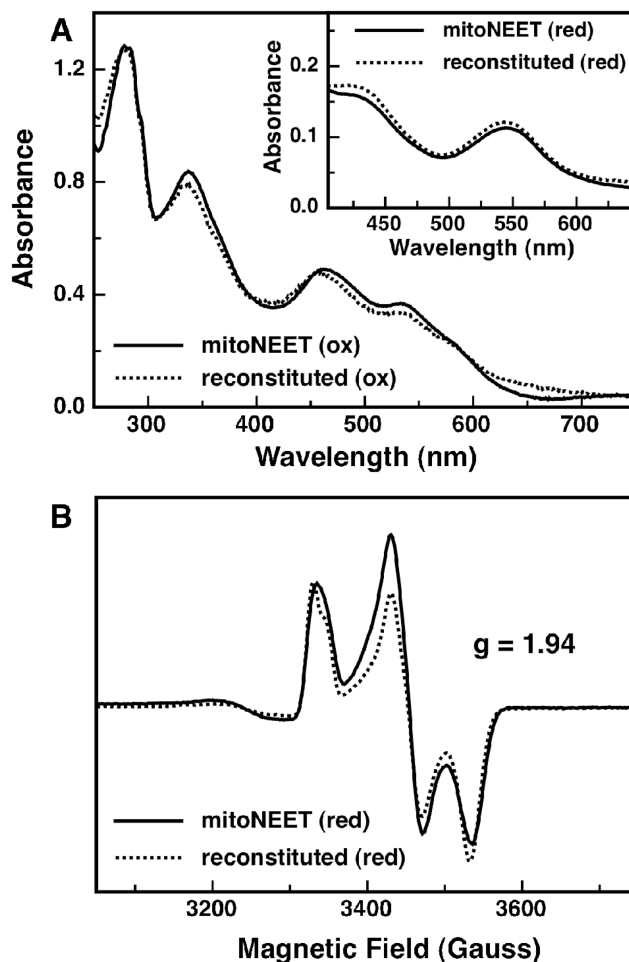 A
Absorbance
1.2
0.8
0.4
0.0
300
400
500
600
700
Wavelength (nm)
mitoNEET (ox)
reconstituted (ox)
Absorbance
0.2
0.1
0.0
450
500
550
600
Wavelength (nm)
mitoNEET (red)
reconstituted (red)
B
g = 1.94
mitoNEET (red)
reconstituted (red)
3200
3400
3600
Magnetic Field (Gauss)